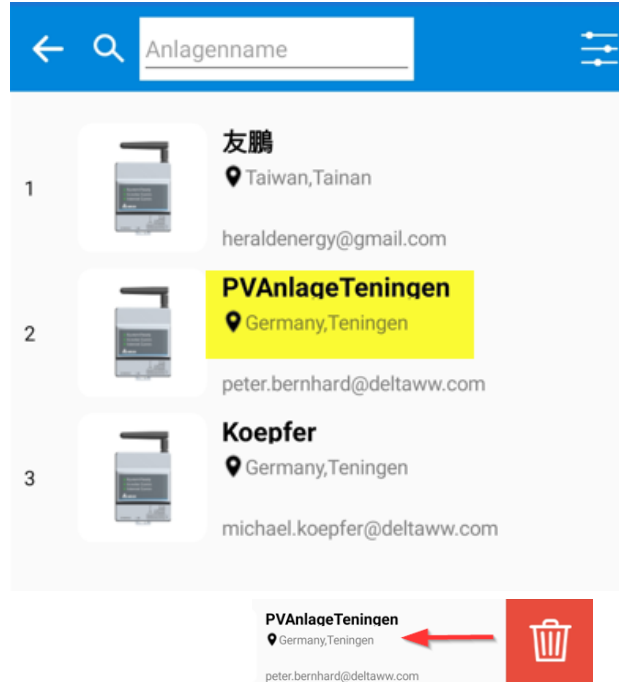 Anlagenname
友鵬
Taiwan,Tainan
1
heraldenergy@gmail.com
PVAnlageTeningen
Germany,Teningen
2
peter.bernhard@deltaww.com
Koepfer
Germany,Teningen
3
michael.koepfer@deltaww.com
PVAnlageTeningen
Germany,Teningen
peter.bernhard@deltaww.com